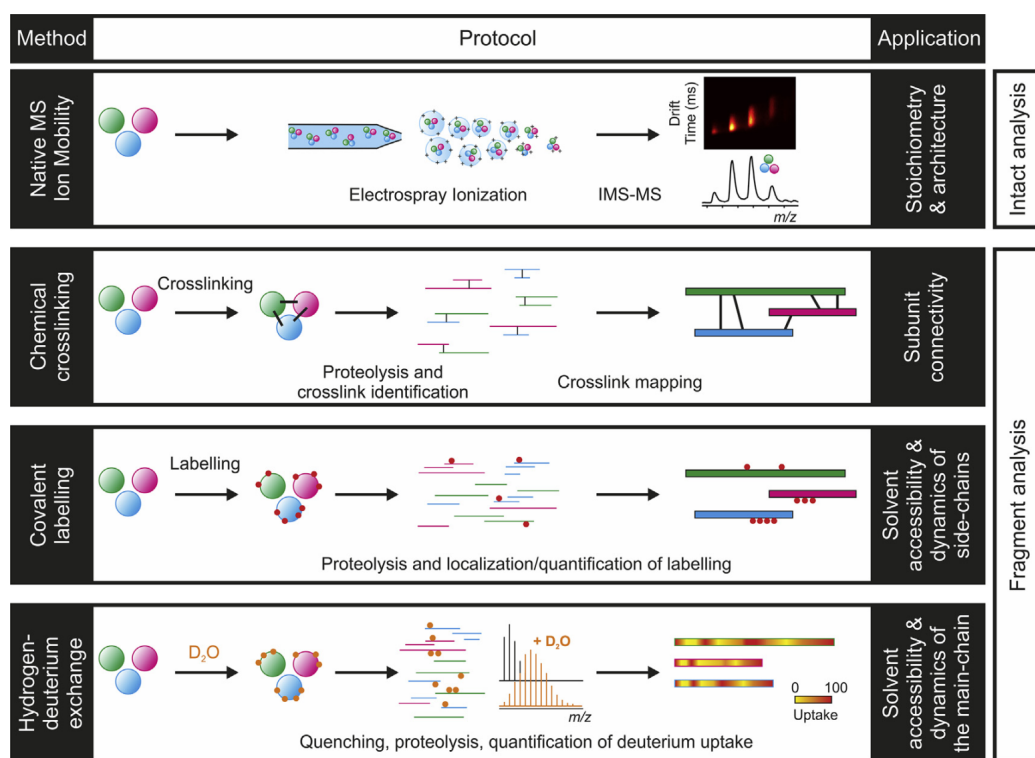 Method
Protocol
Application
Native MS
Ion Mobility
Electrospray Ionization
IMS-MS
Drift
Time (ms)
m/z
Stoichiometry
& architecture
Intact analysis
Chemical
crosslinking
Crosslinking
Proteolysis and
crosslink identification
Crosslink mapping
Subunit
connectivity
Fragment analysis
Covalent
labelling
Labelling
Proteolysis and localization/quantification of labelling
Solvent
accessibility &
dynamics of
side-chains
Hydrogen-
deuterium
exchange
D₂O
+ D₂O
m/z
0 100
Uptake
Quenching, proteolysis, quantification of deuterium uptake
Solvent
accessibility &
dynamics of
the main-chain